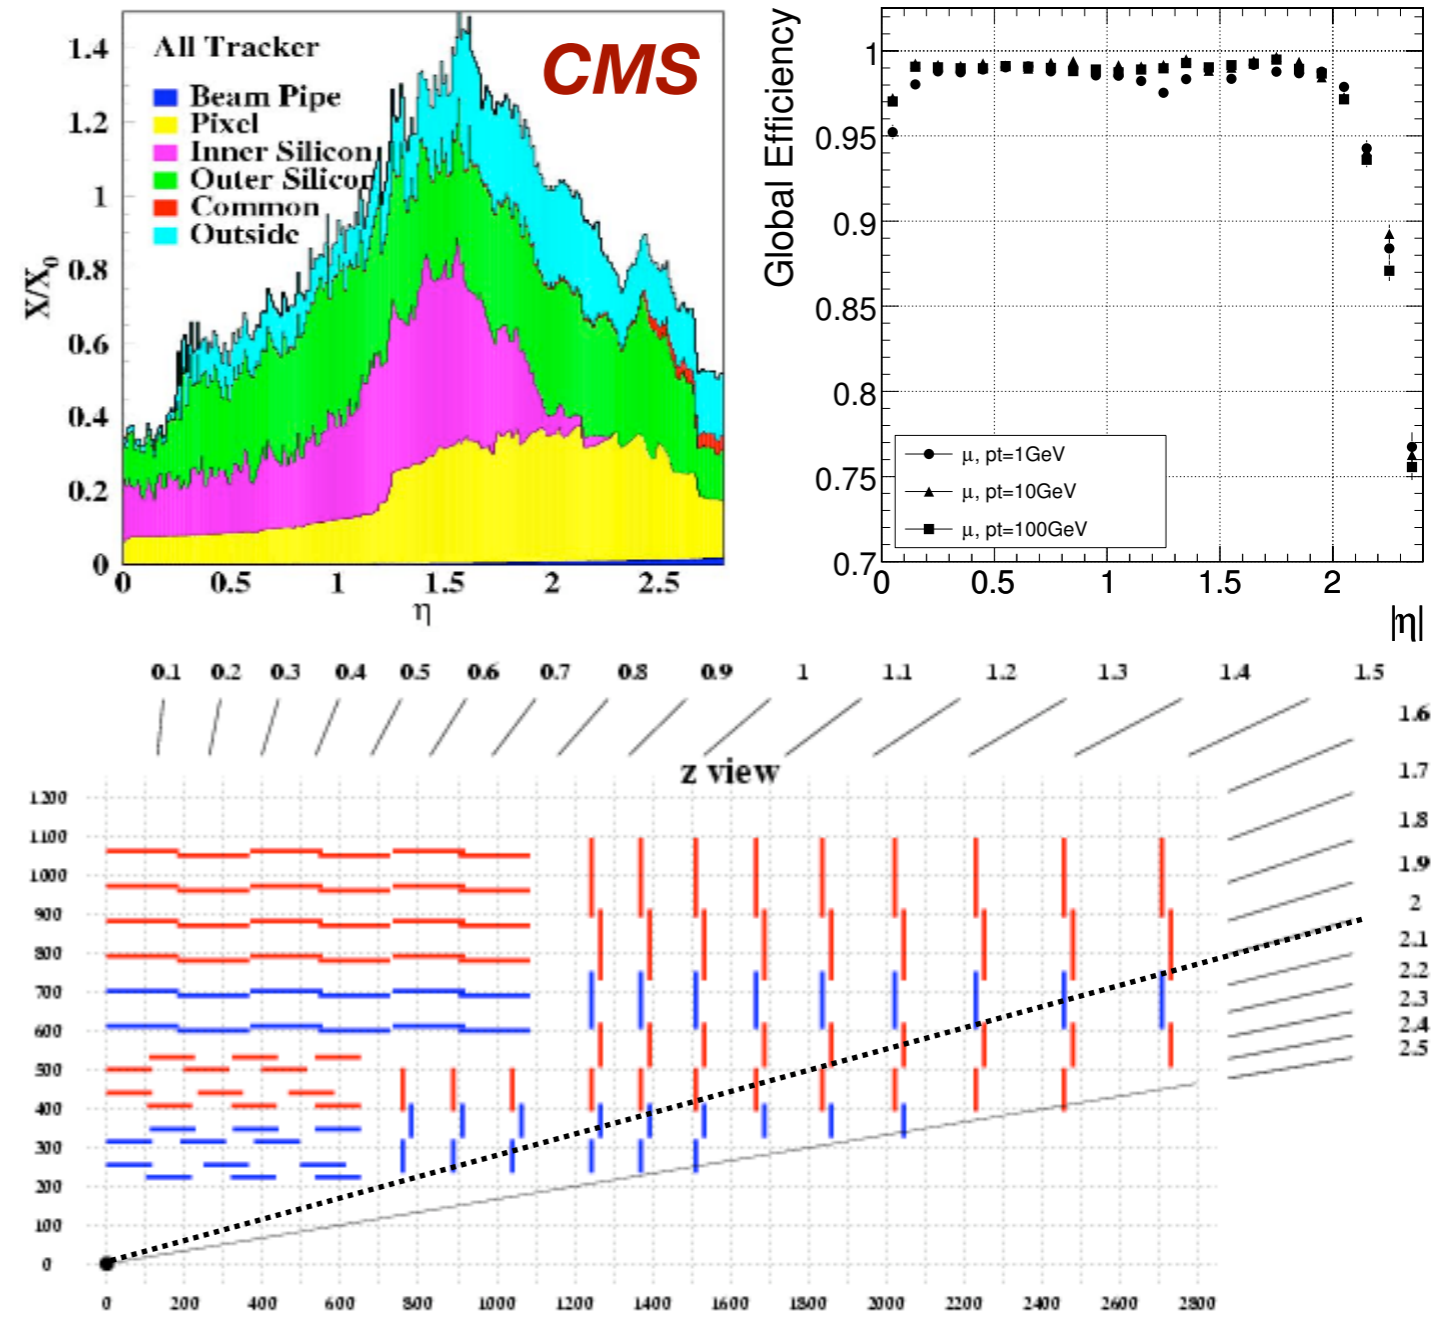 All Tracker
CMS
Beam Pipe
Pixel
Inner Silicon
Outer Silicon
Common
Outside
X/X0
1.4
1.2
1
0.8
0.6
0.4
0.2
0
0 0.5 1 1.5 2 2.5
η
Global Efficiency
1
0.95
0.9
0.85
0.8
0.75
0.7
μ, pt=1GeV
μ, pt=10GeV
μ, pt=100GeV
0 0.5 1 1.5 2
|η|
0.1 0.2 0.3 0.4 0.5 0.6 0.7 0.8 0.9 1 1.1 1.2 1.3 1.4 1.5
1.6
1.7
1.8
1.9
2
2.1
2.2
2.3
2.4
2.5
z view
1200
1100
1000
900
800
700
600
500
400
300
200
100
0
0 200 400 600 800 1000 1200 1400 1600 1800 2000 2200 2400 2600 2800